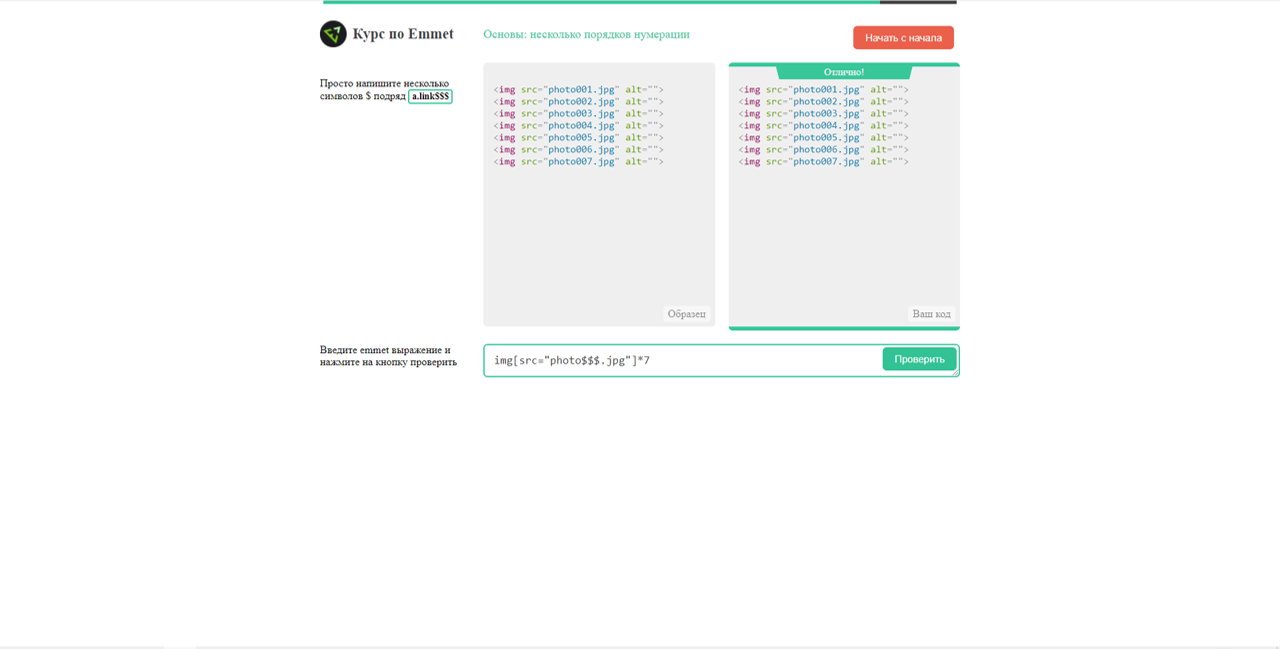 Курс по Emmet
Основы: несколько порядков нумерации
Начать с начала
Просто напишите несколько
символов $ подряд a.link$$$
<img src="photo001.jpg" alt="">
<img src="photo002.jpg" alt="">
<img src="photo003.jpg" alt="">
<img src="photo004.jpg" alt="">
<img src="photo005.jpg" alt="">
<img src="photo006.jpg" alt="">
<img src="photo007.jpg" alt="">
Образец
Отлично!
<img src="photo001.jpg" alt="">
<img src="photo002.jpg" alt="">
<img src="photo003.jpg" alt="">
<img src="photo004.jpg" alt="">
<img src="photo005.jpg" alt="">
<img src="photo006.jpg" alt="">
<img src="photo007.jpg" alt="">
Ваш код
Введите emmet выражение и
нажмите на кнопку проверить
img[src="photo$$$.jpg"]*7
Проверить